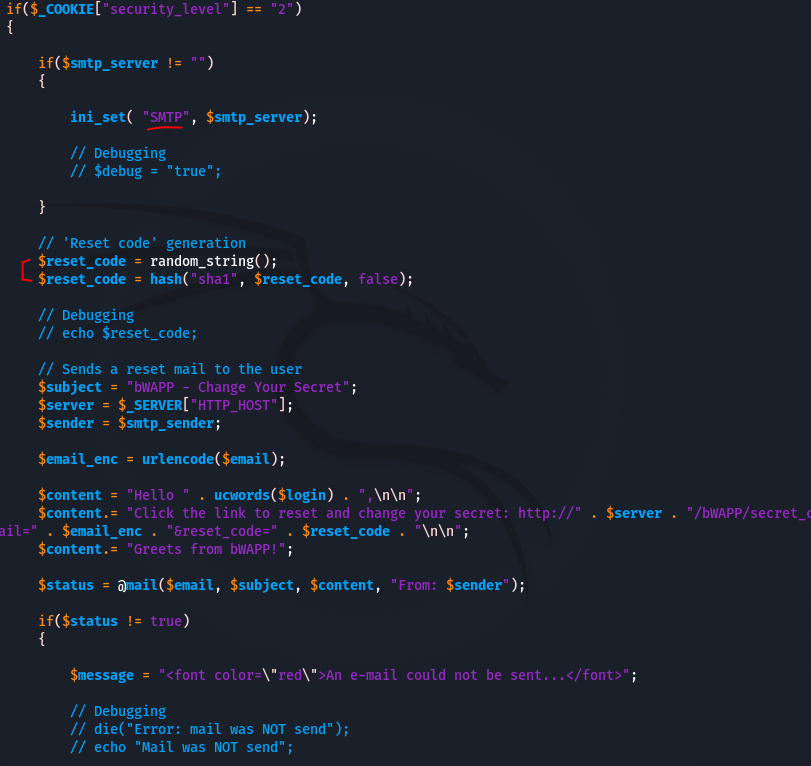 if($_COOKIE["security_level"] == "2")
{
if($smtp_server != "")
{
ini_set( "SMTP", $smtp_server);
// Debugging
// $debug = "true";
}
// 'Reset code' generation
$reset_code = random_string();
$reset_code = hash("sha1", $reset_code, false);
// Debugging
// echo $reset_code;
// Sends a reset mail to the user
$subject = "bWAPP - Change Your Secret";
$server = $_SERVER["HTTP_HOST"];
$sender = $smtp_sender;
$email_enc = urlencode($email);
$content = "Hello " . ucwords($login) . ",\n\n";
$content.= "Click the link to reset and change your secret: http://" . $server . "/bWAPP/secret_c
ail=" . $email_enc . "&reset_code=" . $reset_code . "\n\n";
$content.= "Greets from bWAPP!";
$status = @mail($email, $subject, $content, "From: $sender");
if($status != true)
{
$message = "<font color=\"red\">An e-mail could not be sent...</font>";
// Debugging
// die("Error: mail was NOT send");
// echo "Mail was NOT send";